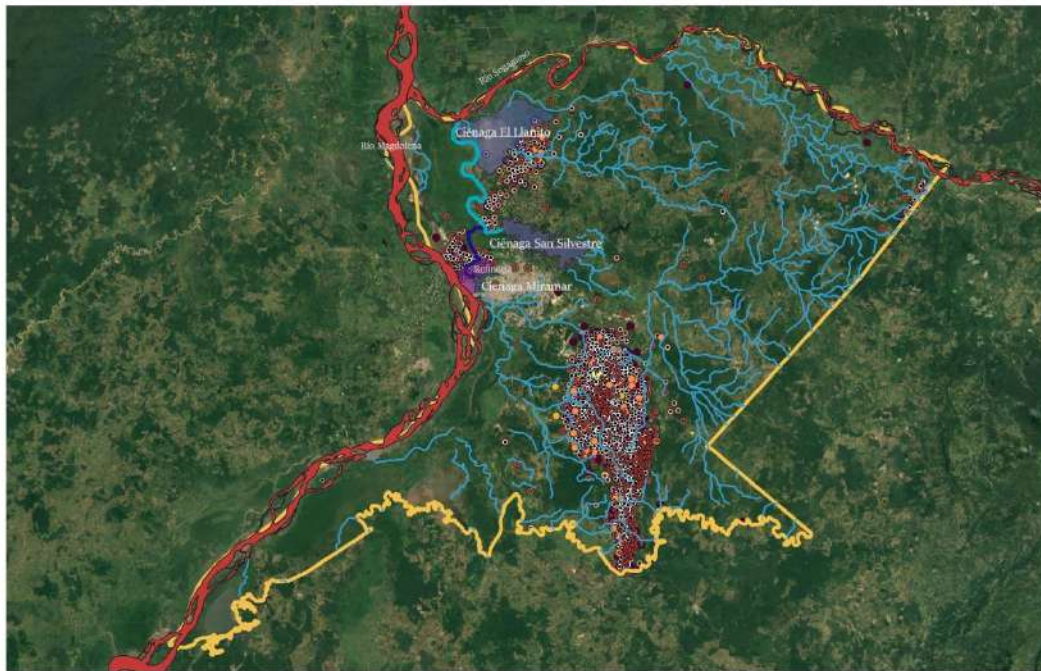 Río Sogamoso
Ciénaga El Llanito
Río Magdalena
Ciénaga San Silvestre
Refinería
Ciénaga Miramar